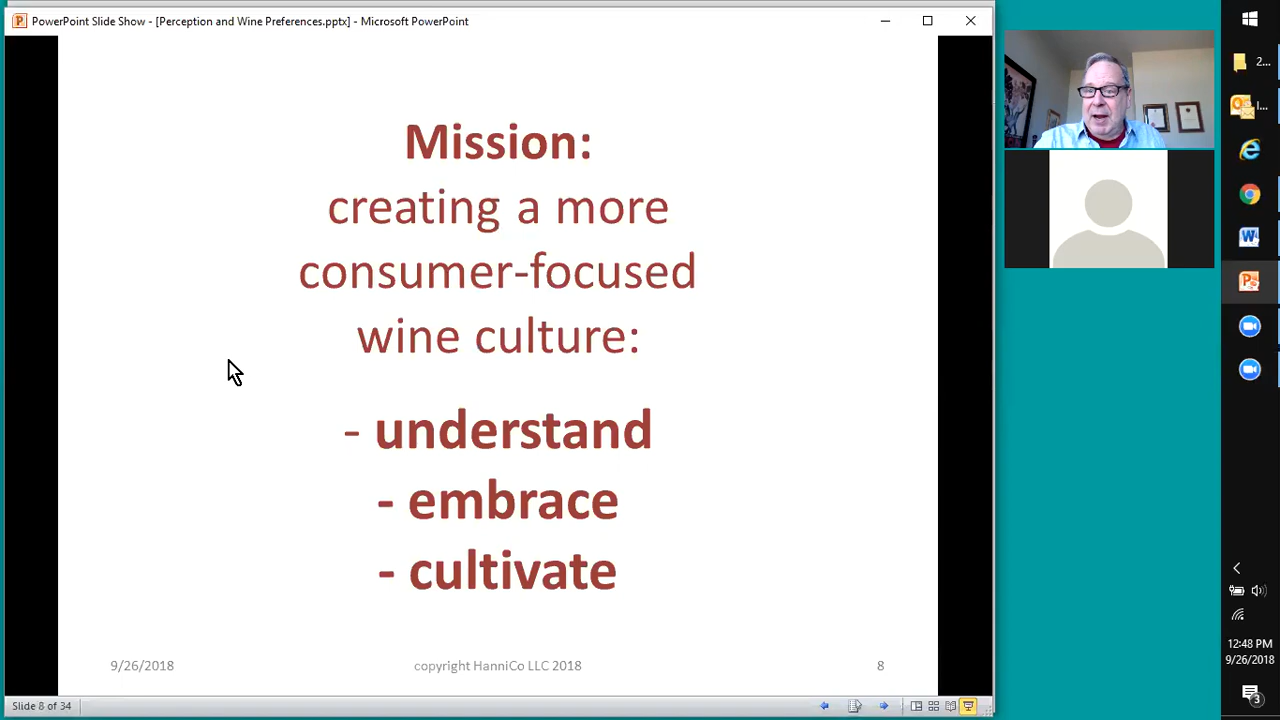 PowerPoint Slide Show - [Perception and Wine Preferences.pptx] - Microsoft PowerPoint
Mission:
creating a more
consumer-focused
wine culture:
- understand
- embrace
- cultivate
9/26/2018
copyright HanniCo LLC 2018
8
Slide 8 of 34
2...
I...
12:48 PM
9/26/2018
3